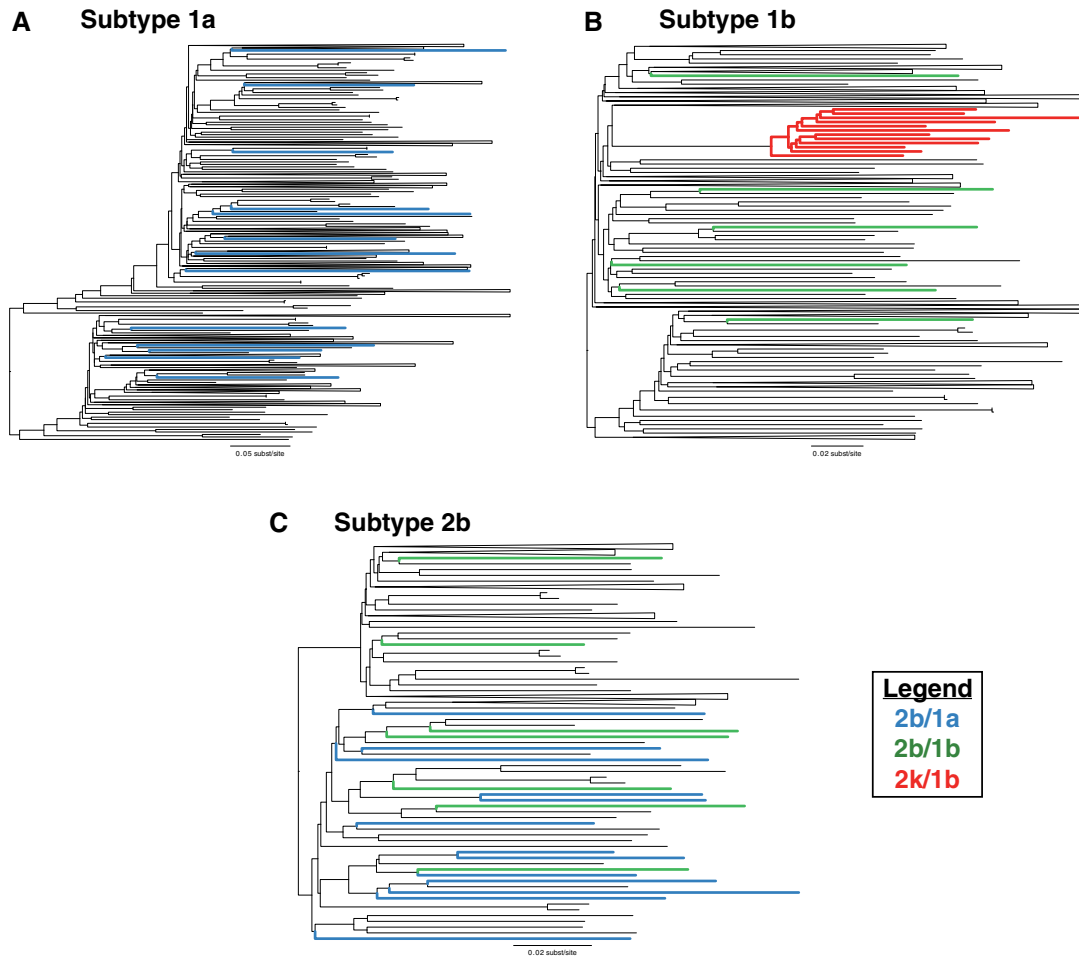 A Subtype 1a
B Subtype 1b
0.05 subst/site
0.02 subst/site
C Subtype 2b
Legend
2b/1a
2b/1b
2k/1b
0.02 subst/site